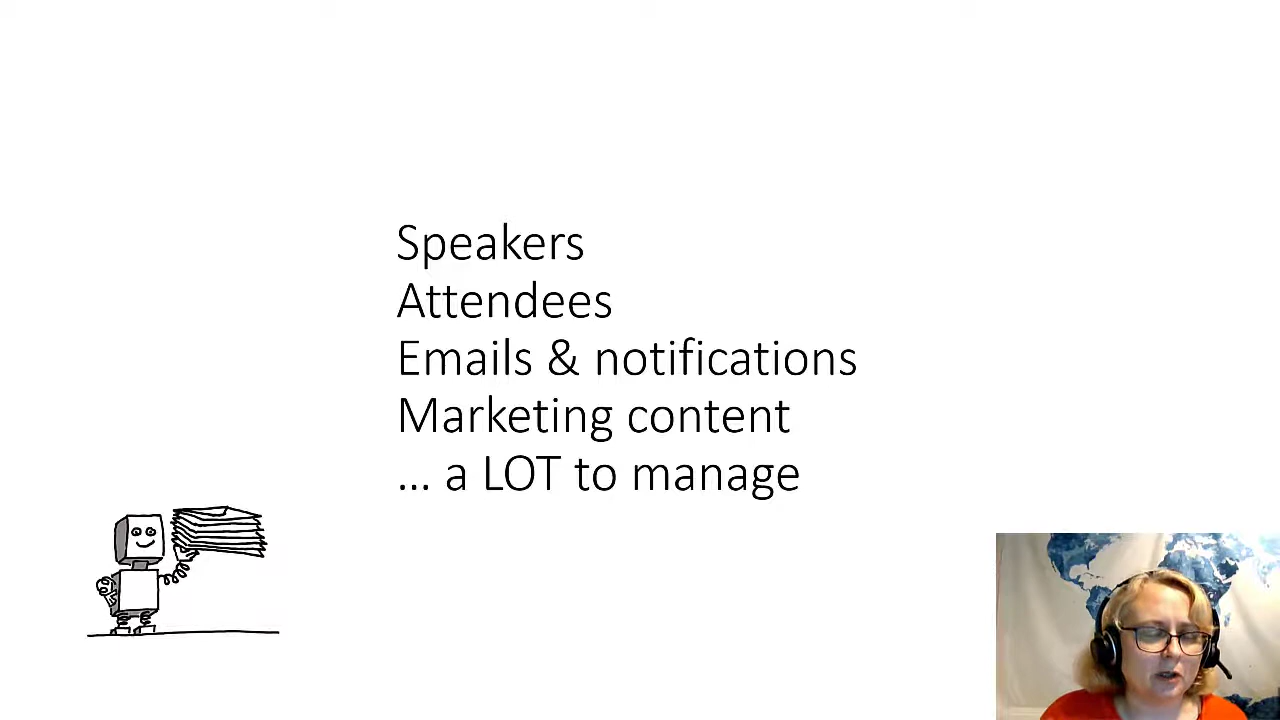 Speakers
Attendees
Emails & notifications
Marketing content
... a LOT to manage